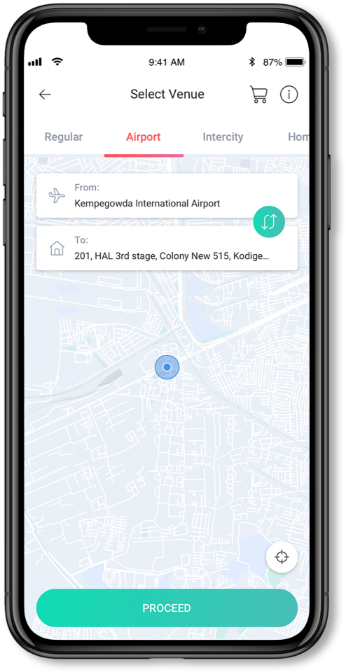 9:41 AM
87%
Select Venue
Regular Airport Intercity Hom
From:
Kempegowda International Airport
To:
201, HAL 3rd stage, Colony New 515, Kodige...
PROCEED